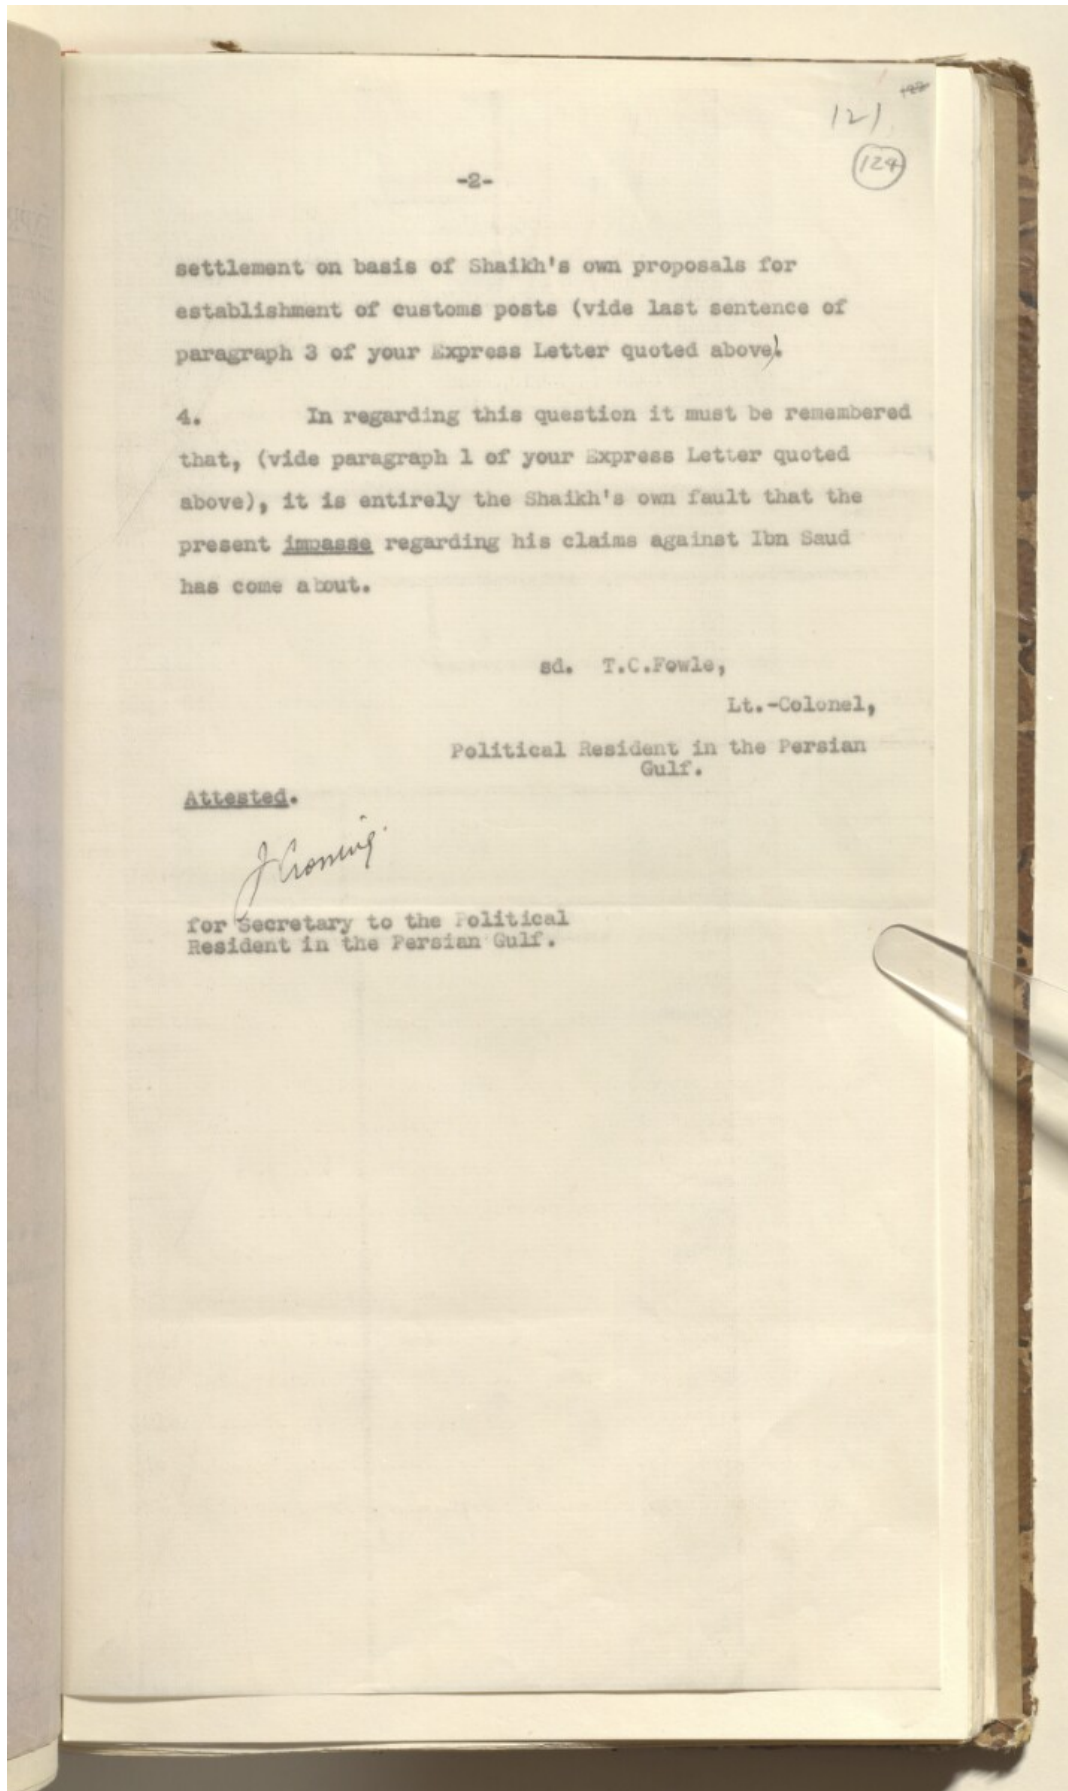 121
124
-2-
settlement on basis of Shaikh's own proposals for
establishment of customs posts (vide last sentence of
paragraph 3 of your Express Letter quoted above).
4. In regarding this question it must be remembered
that, (vide paragraph 1 of your Express Letter quoted
above), it is entirely the Shaikh's own fault that the
present impasse regarding his claims against Ibn Saud
has come about.
sd. T.C.Fowle,
Lt.-Colonel,
Political Resident in the Persian
Gulf.
Attested.
for Secretary to the Political
Resident in the Persian Gulf.